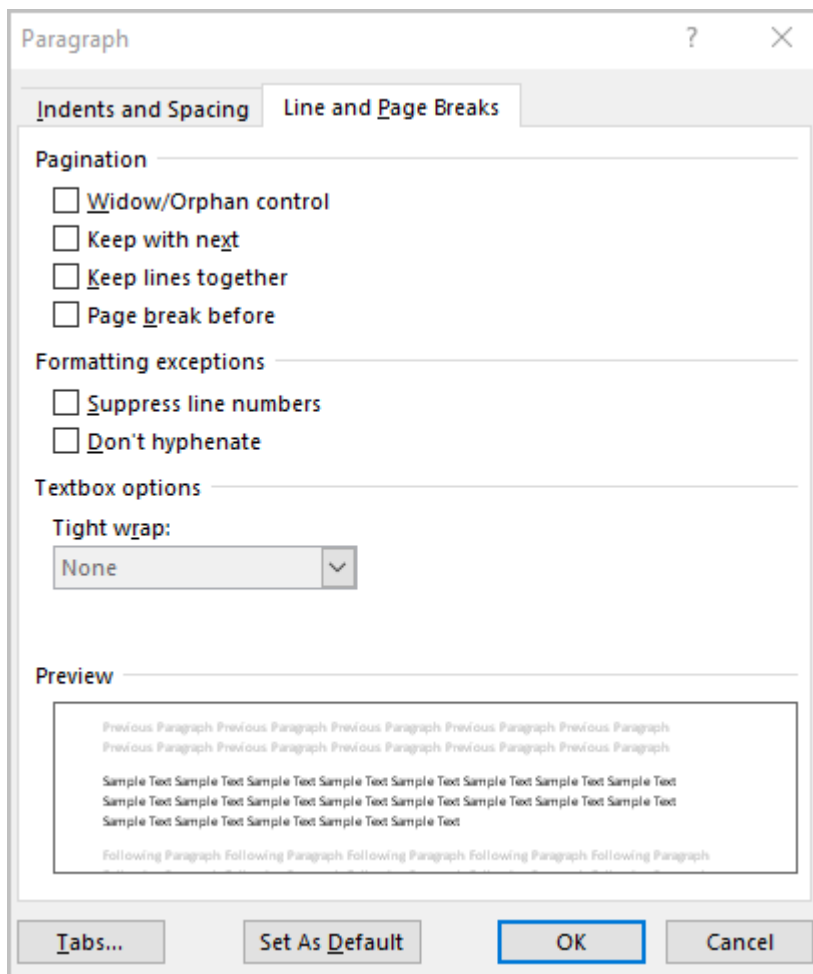 Paragraph ?
Indents and Spacing Line and Page Breaks
Pagination
Widow/Orphan control
Keep with next
Keep lines together
Page break before
Formatting exceptions
Suppress line numbers
Don't hyphenate
Textbox options
Tight wrap:
None
Preview
Previous Paragraph Previous Paragraph Previous Paragraph Previous Paragraph Previous Paragraph
Previous Paragraph Previous Paragraph Previous Paragraph Previous Paragraph Previous Paragraph
Sample Text Sample Text Sample Text Sample Text Sample Text Sample Text Sample Text Sample Text
Sample Text Sample Text Sample Text Sample Text Sample Text Sample Text Sample Text Sample Text
Sample Text Sample Text Sample Text Sample Text Sample Text
Following Paragraph Following Paragraph Following Paragraph Following Paragraph Following Paragraph
Tabs... Set As Default OK Cancel